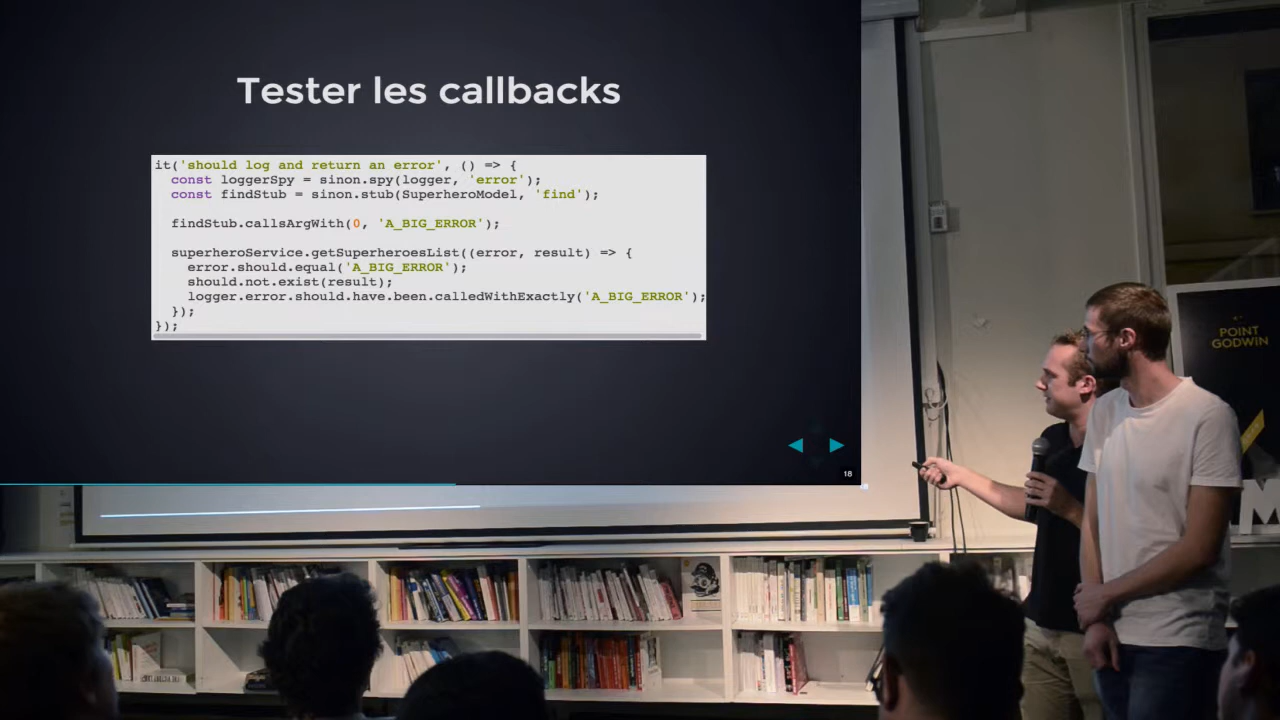 Tester les callbacks
it('should log and return an error', () => {
const loggerSpy = sinon.spy(logger, 'error');
const findStub = sinon.stub(SuperheroModel, 'find');
findStub.callsArgWith(0, 'A_BIG_ERROR');
superheroService.getSuperheroesList((error, result) => {
error.should.equal('A_BIG_ERROR');
should.not.exist(result);
logger.error.should.have.been.calledWithExactly('A_BIG_ERROR');
});
});
18
POINT
GODWIN
M